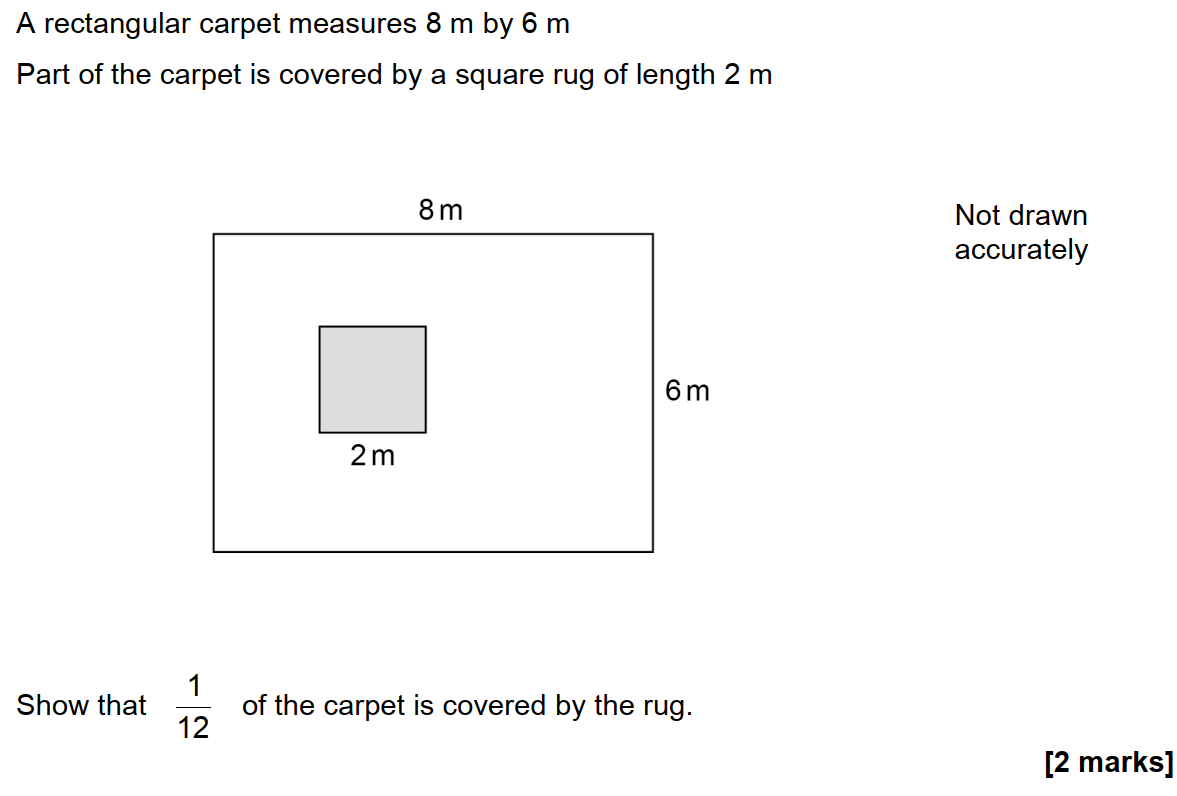 A rectangular carpet measures 8 m by 6 m
Part of the carpet is covered by a square rug of length 2 m
8 m
Not drawn
accurately
6 m
2 m
Show that 1/12 of the carpet is covered by the rug.
[2 marks]